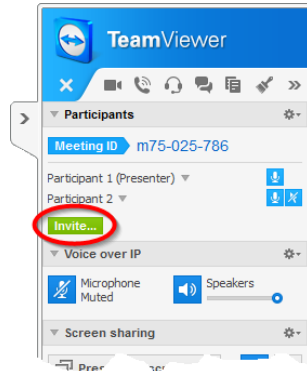 TeamViewer
Participants
Meeting ID m75-025-786
Participant 1 (Presenter)
Participant 2
Invite...
Voice over IP
Microphone Muted
Speakers
Screen sharing